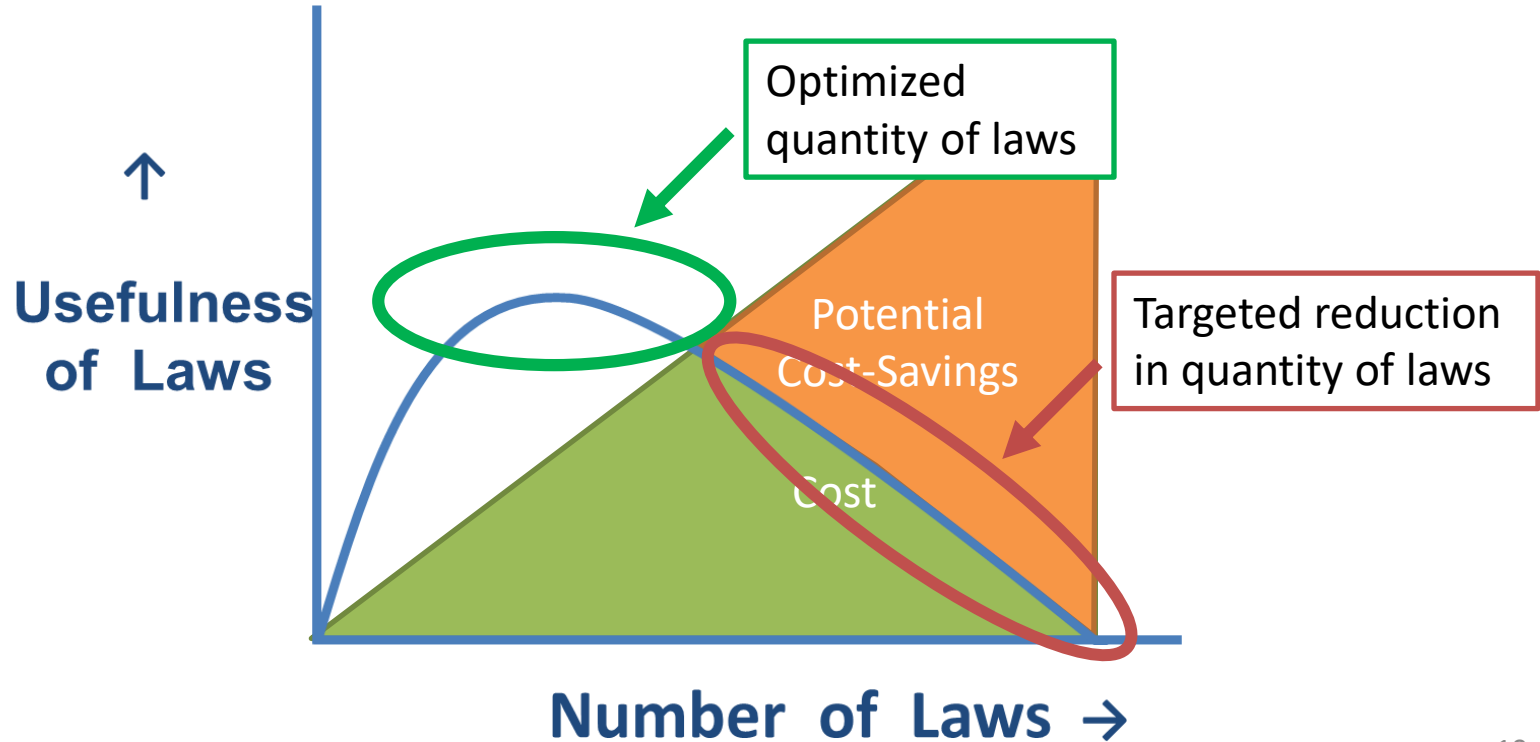 Optimized
quantity of laws
↑
Usefulness
of Laws
Potential
Cost-Savings
Targeted reduction
in quantity of laws
Cost
Number of Laws →